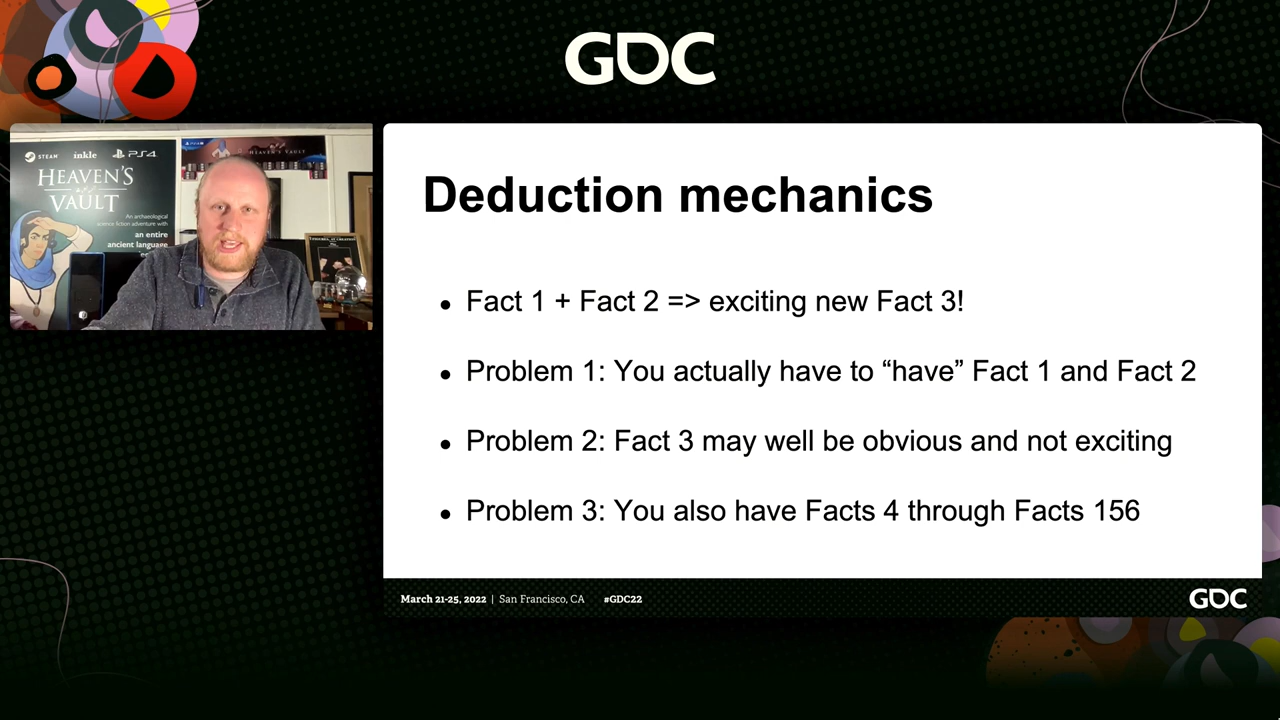 GDC
STEAM inkle PS4
HEAVEN'S
VAULT
An archaeological
science fiction adventure with
an entire
ancient language
HEAVEN'S VAULT
Deduction mechanics
• Fact 1 + Fact 2 => exciting new Fact 3!
• Problem 1: You actually have to “have” Fact 1 and Fact 2
• Problem 2: Fact 3 may well be obvious and not exciting
• Problem 3: You also have Facts 4 through Facts 156
March 21-25, 2022 | San Francisco, CA #GDC22
GDC